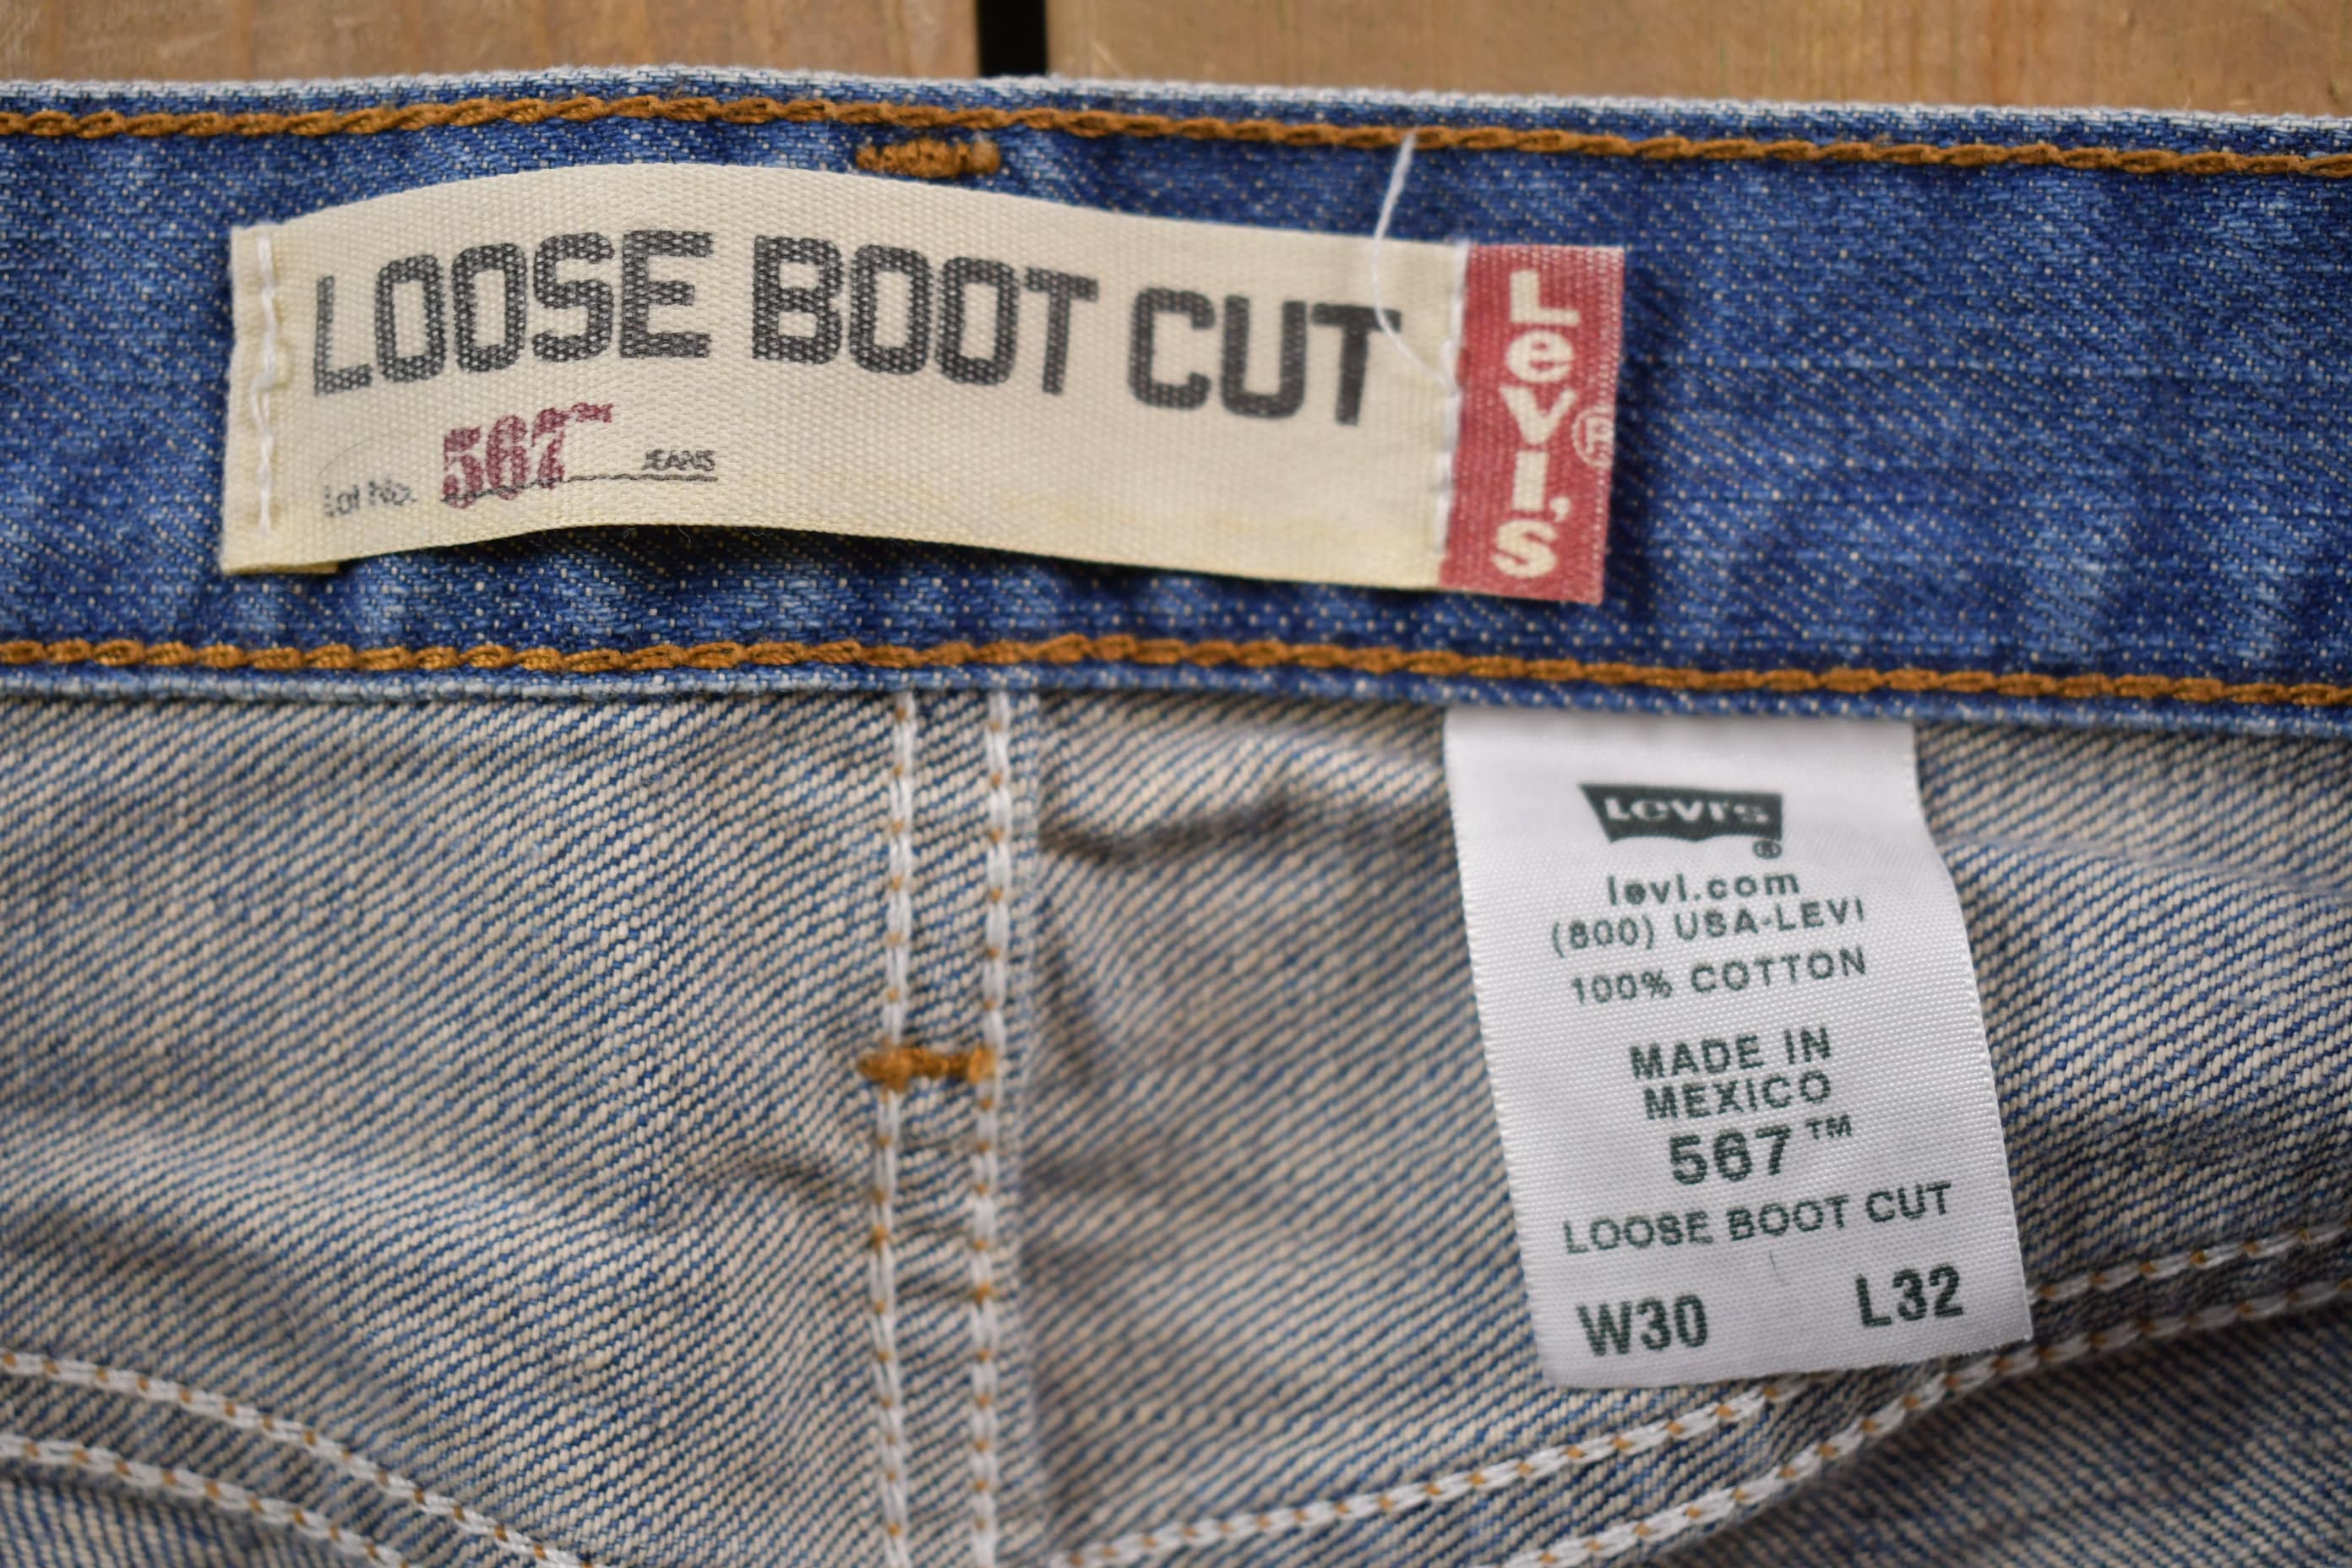 LOOSE BOOT CUT
Lot No. 567™ JEANS
Levi's®
Levi's®
levi.com
(800) USA-LEVI
100% COTTON
MADE IN
MEXICO
567™
LOOSE BOOT CUT
W30 L32